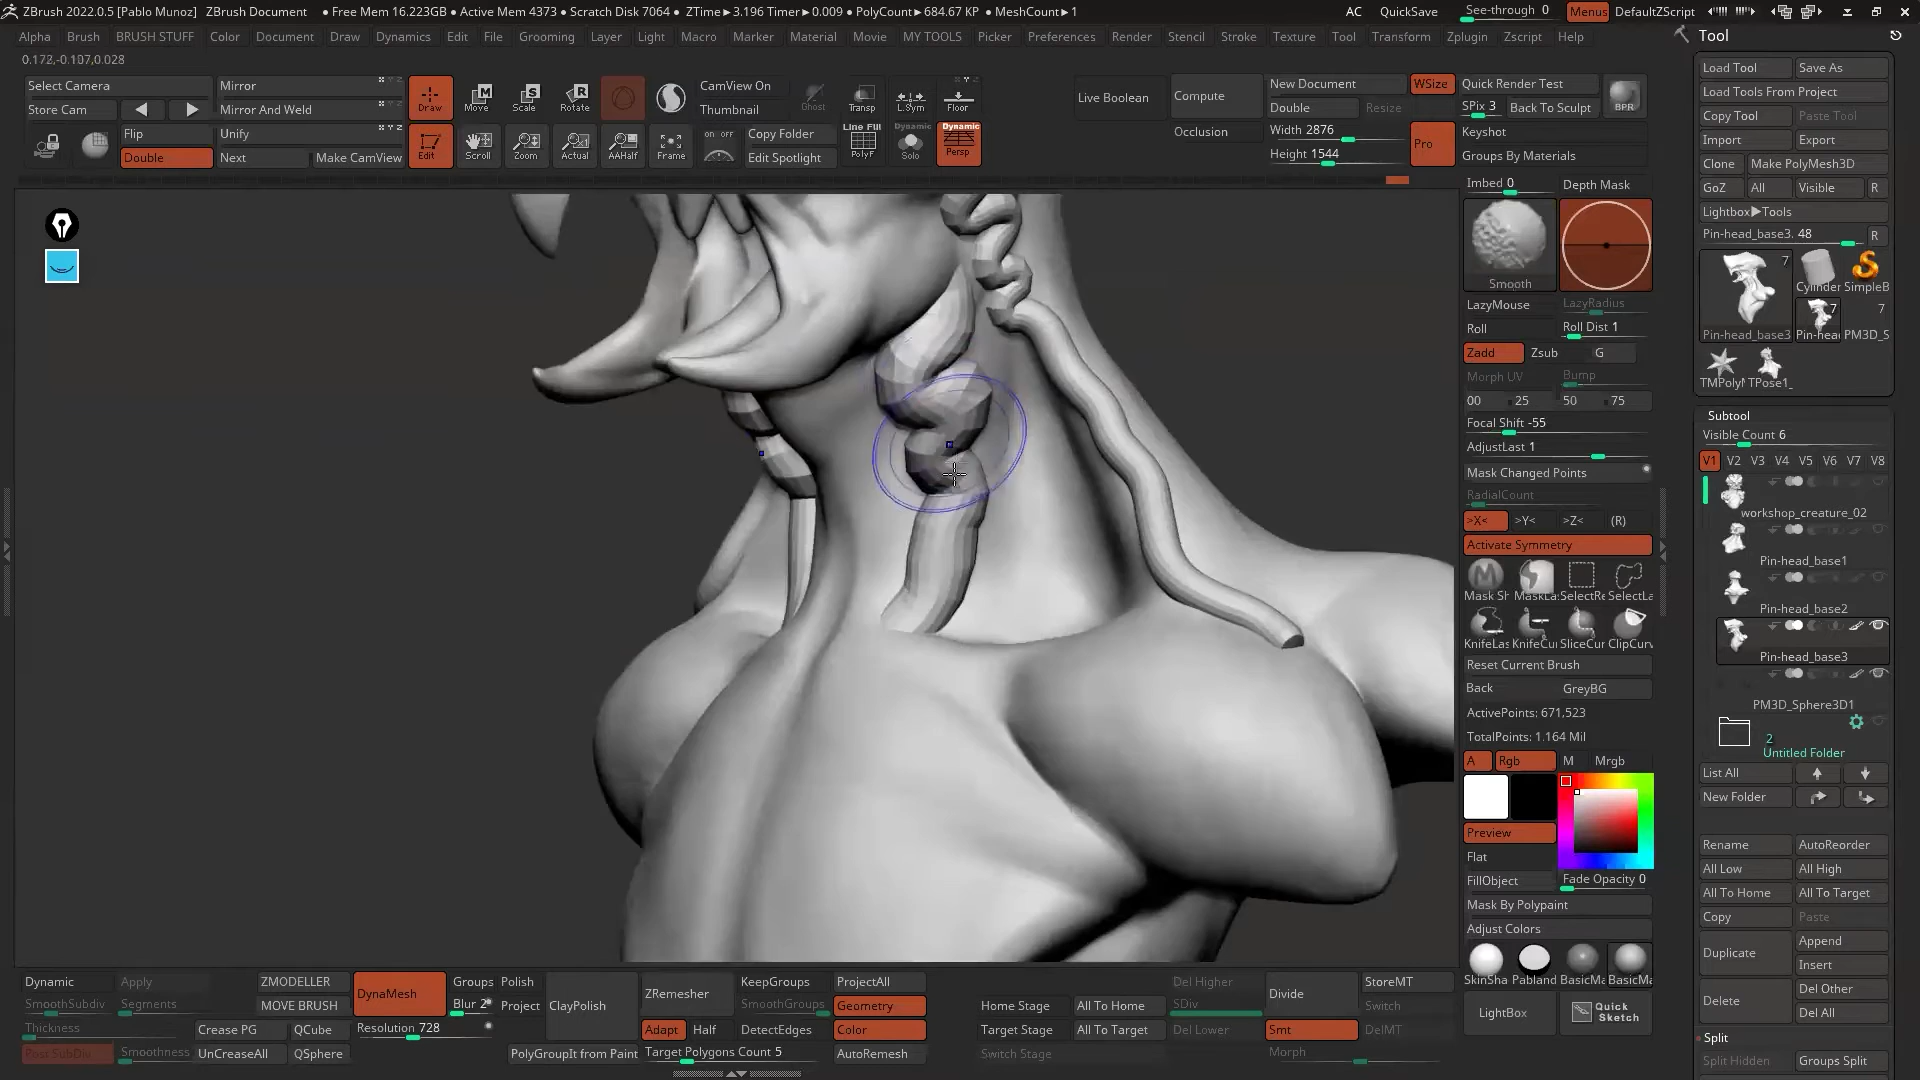 ZBrush 2022.0.5 [Pablo Munoz] ZBrush Document • Free Mem 16.223GB • Active Mem 4373 • Scratch Disk 7064 • ZTime▶3.196 Timer▶0.009 • PolyCount▶684.67 KP • MeshCount▶1 AC QuickSave See-through 0 Menus DefaultZScript
Alpha Brush BRUSH STUFF Color Document Draw Dynamics Edit File Grooming Layer Light Macro Marker Material Movie MY TOOLS Picker Preferences Render Stencil Stroke Texture Tool Transform Zplugin Zscript Help
0.172,-0.107,0.028
Select Camera Mirror
Store Cam Mirror And Weld
Flip Unify
Double Next Make CamView
Draw Move Scale Rotate
Edit Scroll Zoom Actual AAHalf Frame
CamView On
Thumbnail
ON OFF Copy Folder
Edit Spotlight
Ghost Transp L.Sym Floor
Line Fill Dynamic Dynamic
PolyF Solo Persp
Live Boolean Compute
Occlusion
New Document WSize Quick Render Test
Double Resize SPix 3 Back To Sculpt BPR
Width 2876 Pro Keyshot
Height 1544 Groups By Materials
Imbed 0 Depth Mask
Smooth
LazyMouse LazyRadius
Roll Roll Dist 1
Zadd Zsub G
Morph UV Bump
00 25 50 75
Focal Shift -55
AdjustLast 1
Mask Changed Points
RadialCount
>X< >Y< >Z< (R)
Activate Symmetry
Mask Sh MaskLa SelectRe SelectLa
KnifeLas KnifeCur SliceCur ClipCurv
Reset Current Brush
Back GreyBG
ActivePoints: 671,523
TotalPoints: 1.164 Mil
A Rgb M Mrgb
Preview
Flat
FillObject Fade Opacity 0
Mask By Polypaint
Adjust Colors
SkinSha Pabland BasicMa BasicMa
LightBox Quick Sketch
Tool
Load Tool Save As
Load Tools From Project
Copy Tool Paste Tool
Import Export
Clone Make PolyMesh3D
GoZ All Visible R
Lightbox▶Tools
Pin-head_base3. 48 R
7
Cylinder SimpleB
7 7
Pin-head_base3 Pin-hea PM3D_S
TMPolyM TPose1_
Subtool
Visible Count 6
V1 V2 V3 V4 V5 V6 V7 V8
workshop_creature_02
Pin-head_base1
Pin-head_base2
Pin-head_base3
PM3D_Sphere3D1
2
Untitled Folder
List All
New Folder
Rename AutoReorder
All Low All High
All To Home All To Target
Copy Paste
Duplicate Append
Insert
Delete Del Other
Del All
Split
Split Hidden Groups Split
Dynamic Apply ZMODELLER DynaMesh Groups Polish ClayPolish ZRemesher KeepGroups ProjectAll Del Higher Divide StoreMT
SmoothSubdiv Segments MOVE BRUSH Blur 2 Project SmoothGroups Geometry Home Stage All To Home SDiv Switch
Thickness Crease PG QCube Resolution 728 Adapt Half DetectEdges Color Target Stage All To Target Del Lower Smt DelMT
Post SubDiv Smoothness UnCreaseAll QSphere PolyGroupIt from Paint Target Polygons Count 5 AutoRemesh Switch Stage Morph